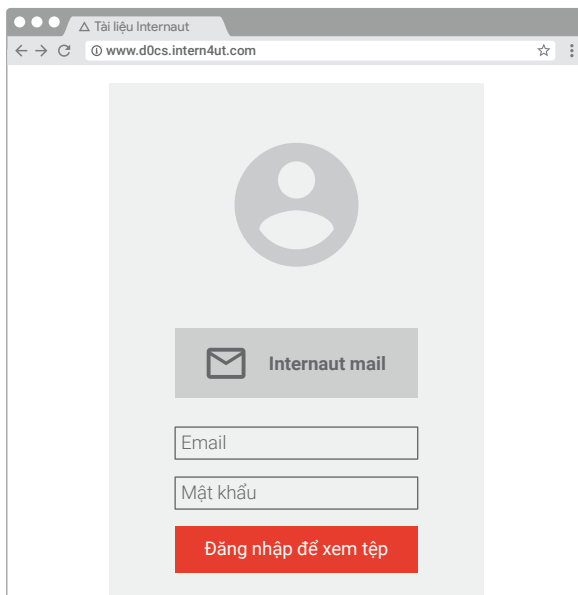 Tài liệu Internaut
www.d0cs.intern4ut.com
Internaut mail
Email
Mật khẩu
Đăng nhập để xem tệp